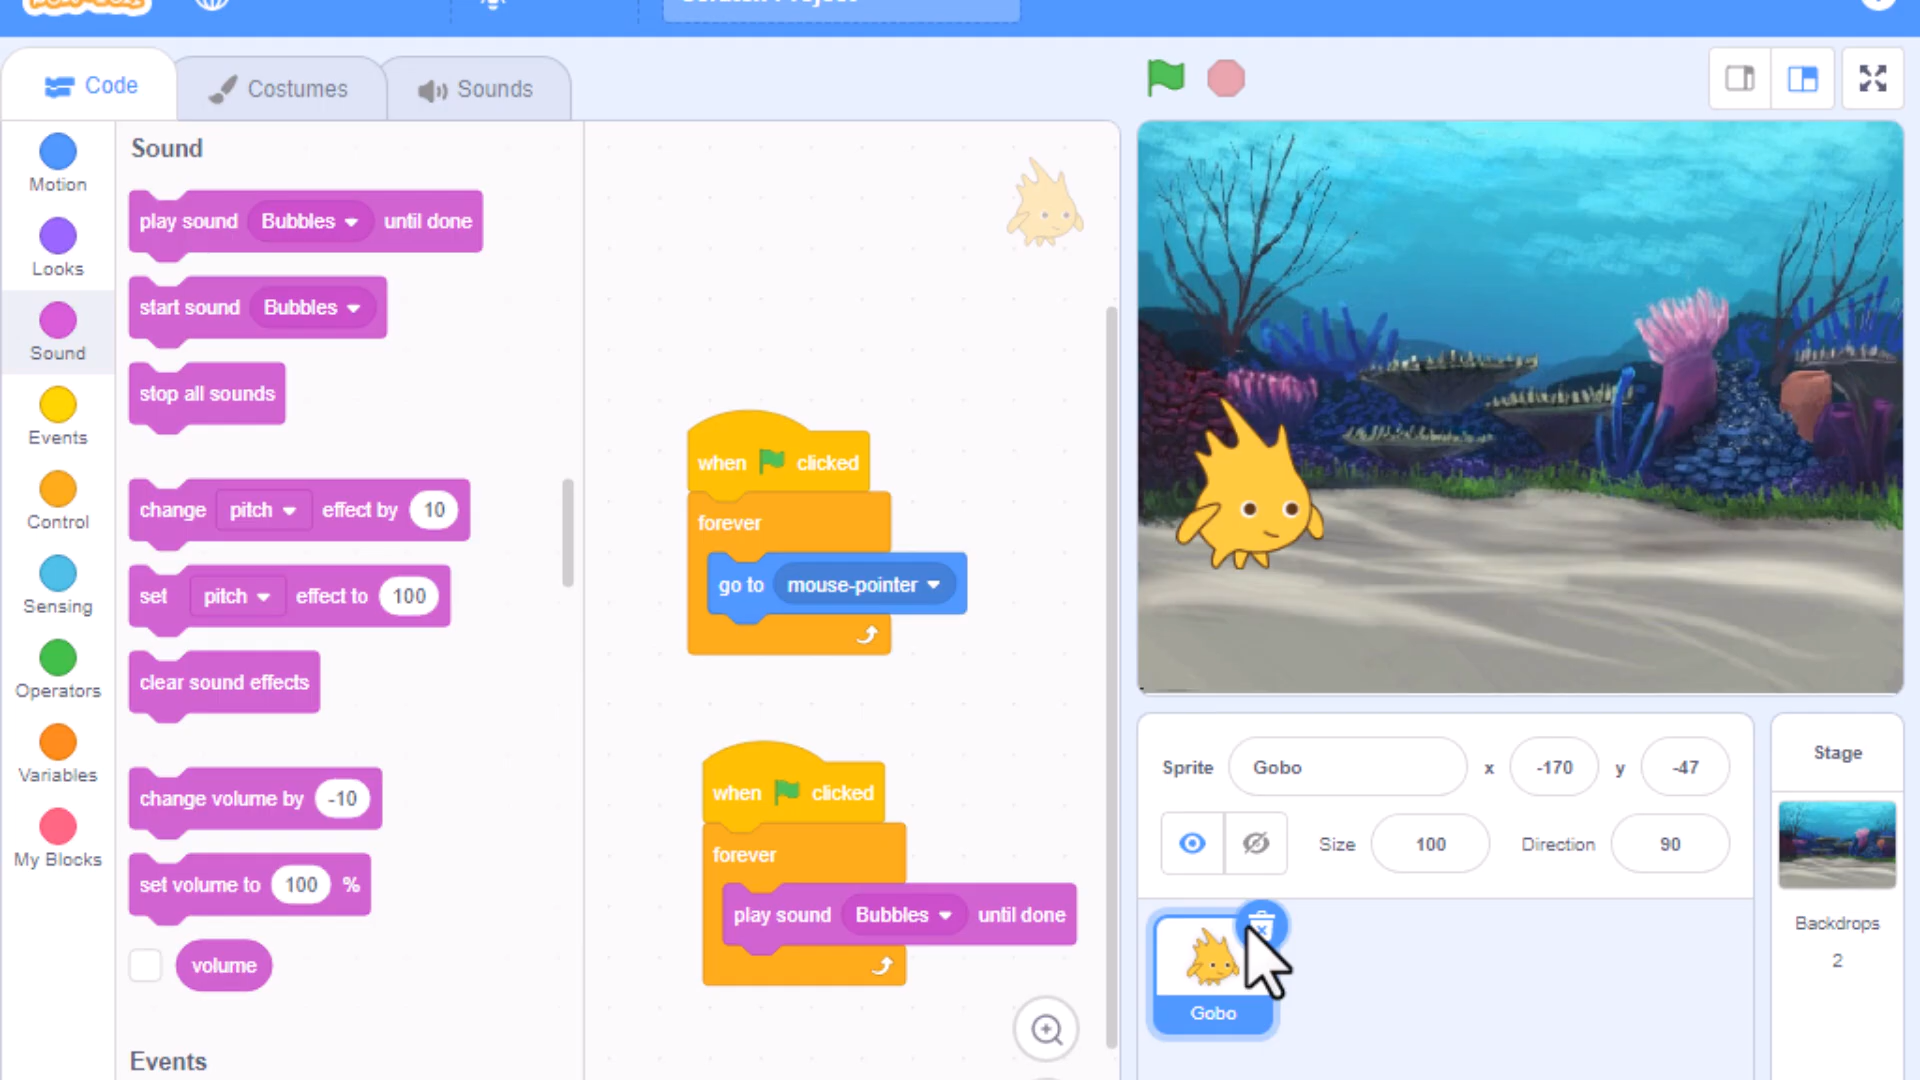 Code
Costumes
Sounds
Motion
Looks
Sound
Events
Control
Sensing
Operators
Variables
My Blocks
Sound
play sound Bubbles until done
start sound Bubbles
stop all sounds
change pitch effect by 10
set pitch effect to 100
clear sound effects
change volume by -10
set volume to 100 %
volume
Events
when clicked
forever
go to mouse-pointer
when clicked
forever
play sound Bubbles until done
Sprite Gobo x -170 y -47
Size 100 Direction 90
Gobo
Stage
Backdrops
2